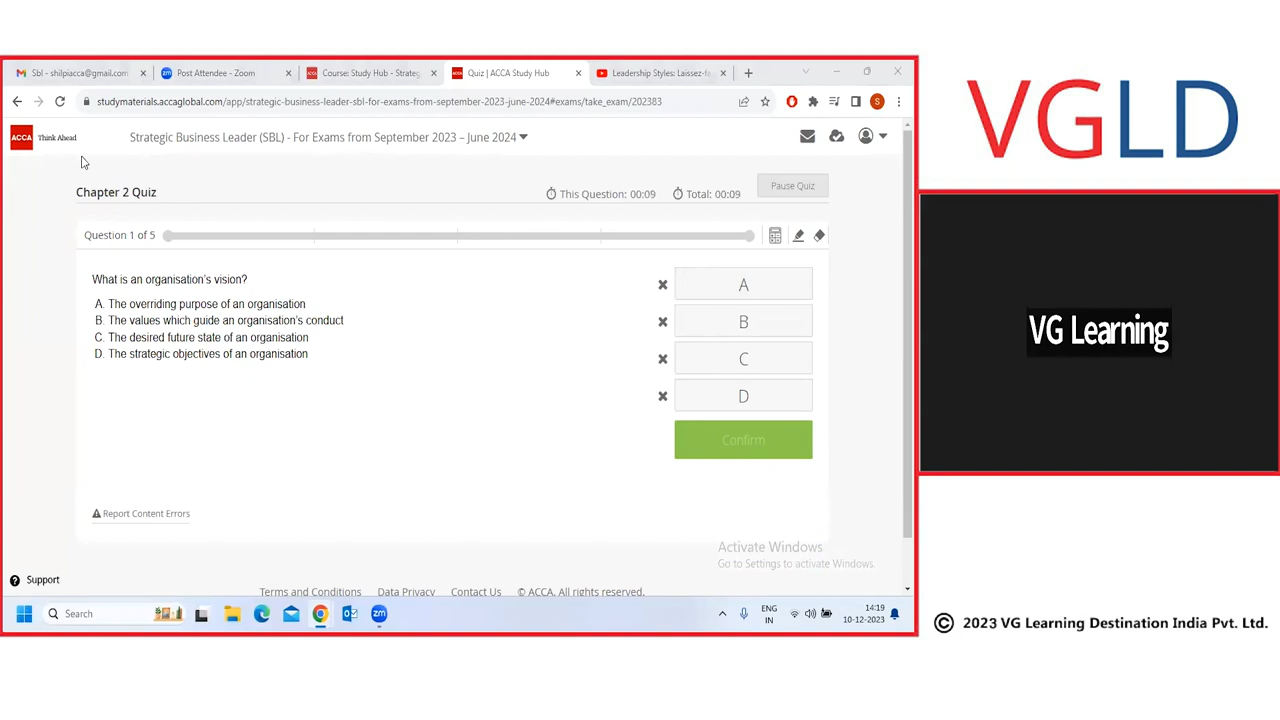 Sbl - shilpiacca@gmail.com
Post Attendee - Zoom
Course: Study Hub - Strateg
Quiz | ACCA Study Hub
Leadership Styles: Laissez-fa
studymaterials.accaglobal.com/app/strategic-business-leader-sbl-for-exams-from-september-2023-june-2024#exams/take_exam/202383
S
ACCA Think Ahead
Strategic Business Leader (SBL) - For Exams from September 2023 – June 2024
Chapter 2 Quiz
This Question: 00:09
Total: 00:09
Pause Quiz
Question 1 of 5
What is an organisation's vision?
A. The overriding purpose of an organisation
B. The values which guide an organisation's conduct
C. The desired future state of an organisation
D. The strategic objectives of an organisation
A
B
C
D
Confirm
Report Content Errors
Activate Windows
Go to Settings to activate Windows.
Support
Terms and Conditions
Data Privacy
Contact Us
© ACCA. All rights reserved.
Search
zm
ENG
IN
14:19
10-12-2023
VGLD
VG Learning
© 2023 VG Learning Destination India Pvt. Ltd.